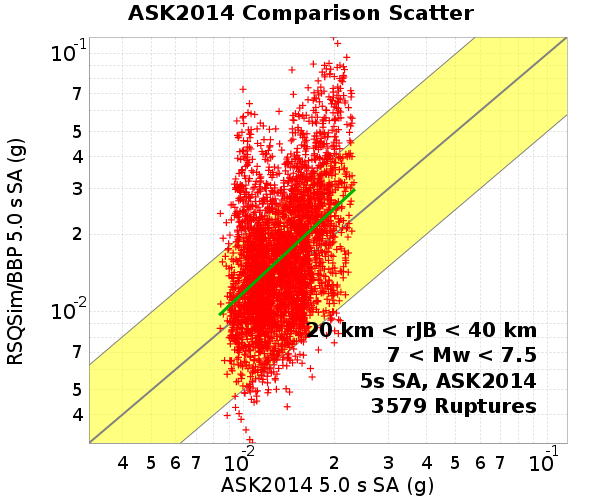 ASK2014 Comparison Scatter
RSQSim/BBP 5.0 s SA (g)
10⁻¹
7
5
4
3
2
10⁻²
7
5
4
20 km < rJB < 40 km
7 < Mw < 7.5
5s SA, ASK2014
3579 Ruptures
4 5 6 7 10⁻² 2 3 4 5 6 7 10⁻¹
ASK2014 5.0 s SA (g)